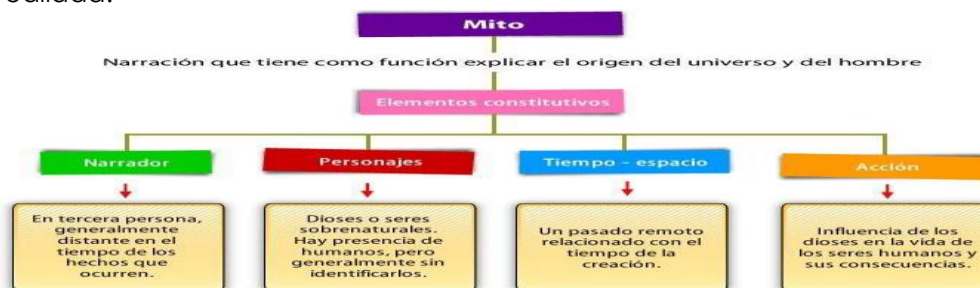 Mito
Narración que tiene como función explicar el origen del universo y del hombre
Elementos constitutivos
Narrador
Personajes
Tiempo - espacio
Acción
En tercera persona,
generalmente
distante en el
tiempo de los
hechos que
ocurren.
Dioses o seres
sobrenaturales.
Hay presencia de
humanos, pero
generalmente sin
identificarlos.
Un pasado remoto
relacionado con el
tiempo de la
creación.
Influencia de los
dioses en la vida de
los seres humanos y
sus consecuencias.